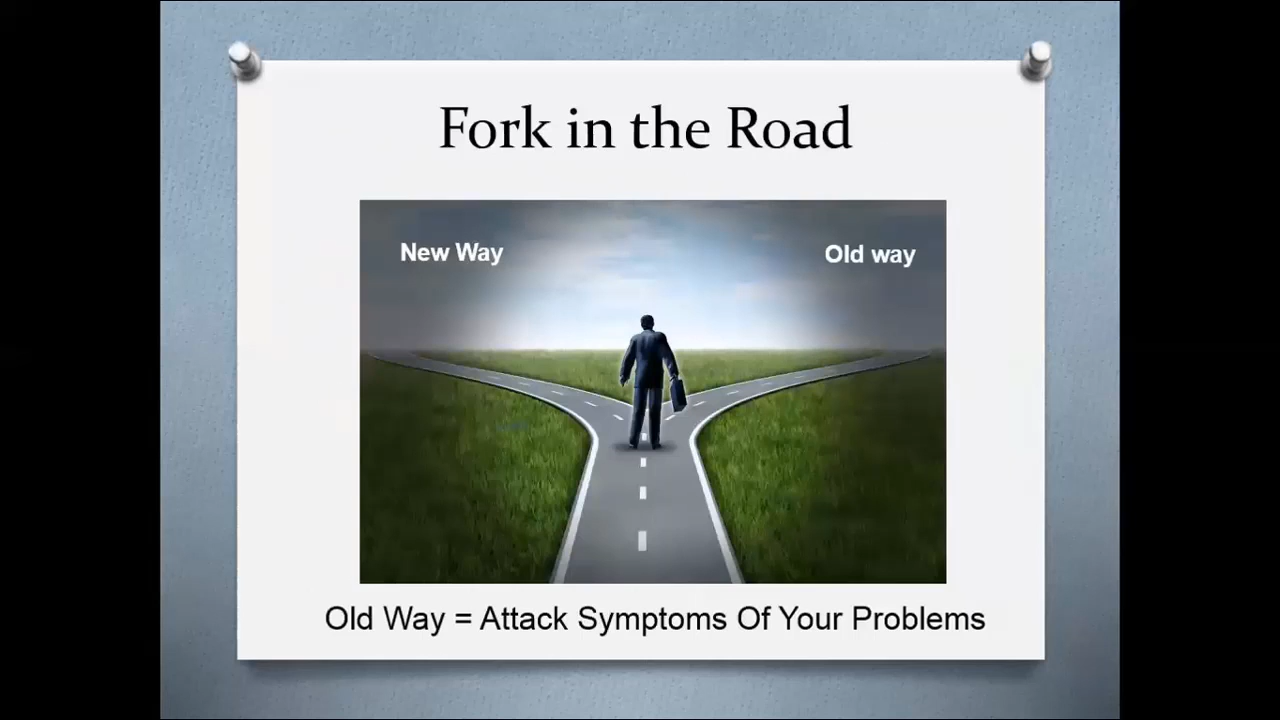 Fork in the Road
New Way
Old way
Old Way = Attack Symptoms Of Your Problems